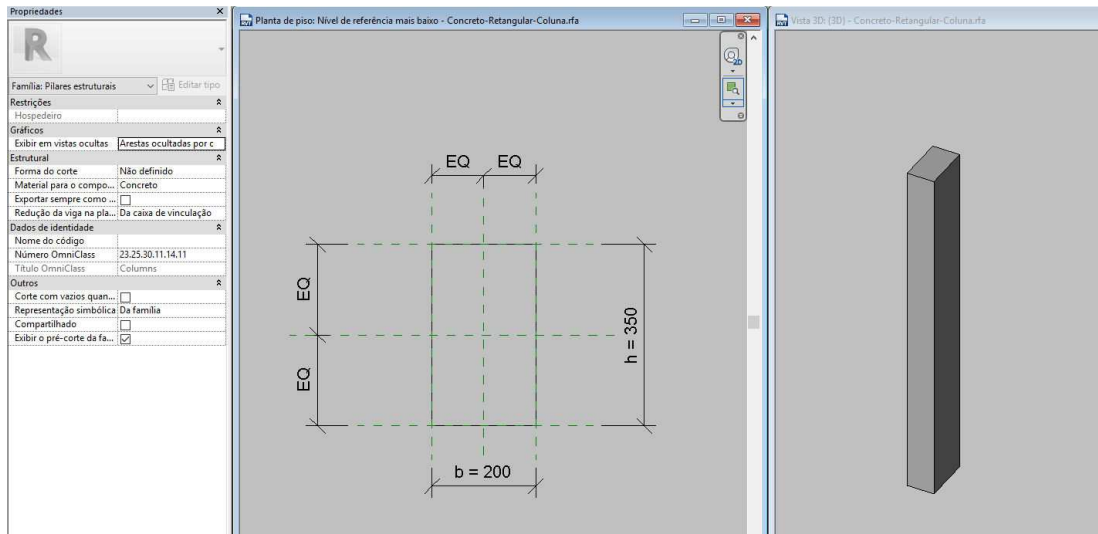 Propriedades
R
Família: Pilares estruturais Editar tipo
Restrições
Hospedeiro
Gráficos
Exibir em vistas ocultas Arestas ocultadas por c
Estrutural
Forma do corte Não definido
Material para o compo... Concreto
Exportar sempre como ...
Redução da viga na pla... Da caixa de vinculação
Dados de identidade
Nome do código
Número OmniClass 23.25.30.11.14.11
Título OmniClass Columns
Outros
Corte com vazios quan...
Representação simbólica Da família
Compartilhado
Exibir o pré-corte da fa...
Planta de piso: Nível de referência mais baixo - Concreto-Retangular-Coluna.rfa
2D
EQ EQ
EQ
EQ
h = 350
b = 200
Vista 3D: {3D} - Concreto-Retangular-Coluna.rfa